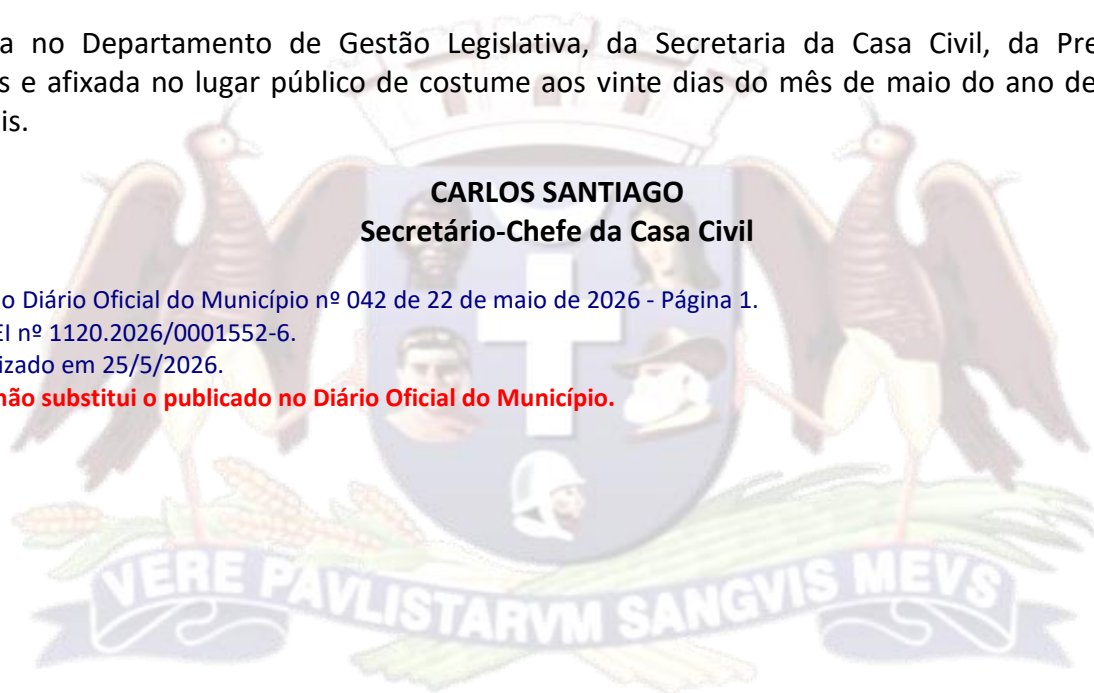 a no Departamento de Gestão Legislativa, da Secretaria da Casa Civil, da Pre
s e afixada no lugar público de costume aos vinte dias do mês de maio do ano de
is.
CARLOS SANTIAGO
Secretário-Chefe da Casa Civil
o Diário Oficial do Município nº 042 de 22 de maio de 2026 - Página 1.
EI nº 1120.2026/0001552-6.
izado em 25/5/2026.
não substitui o publicado no Diário Oficial do Município.
VERE PAVLISTARVM SANGVIS MEVS